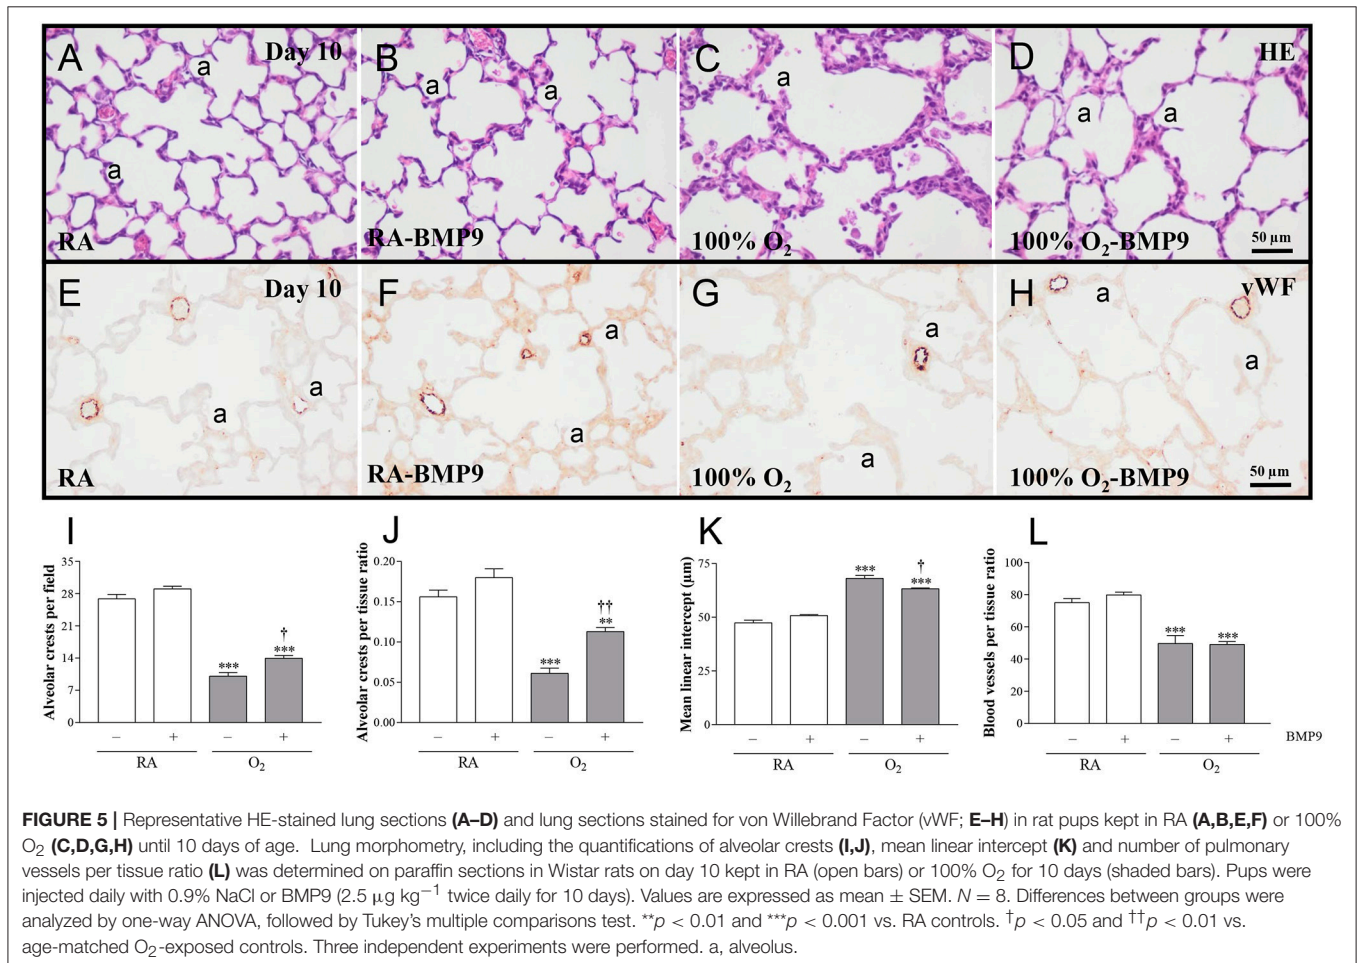 A Day 10 a a RA
B a a RA-BMP9
C a 100% O₂
D HE a a 100% O₂-BMP9 50 µm
E Day 10 a a RA
F a a RA-BMP9
G a a 100% O₂
H vWF a a 100% O₂-BMP9 50 µm
I
Alveolar crests per field
35
28
21
14
7
0
***
†
***
− + − +
RA O₂
J
Alveolar crests per tissue ratio
0.20
0.15
0.10
0.05
0.00
***
††
**
− + − +
RA O₂
K
Mean linear intercept (µm)
75
50
25
0
***
†
***
− + − +
RA O₂
L
Blood vessels per tissue ratio
100
80
60
40
20
0
***
***
− + − + BMP9
RA O₂
FIGURE 5 | Representative HE-stained lung sections (A–D) and lung sections stained for von Willebrand Factor (vWF; E–H) in rat pups kept in RA (A,B,E,F) or 100%
O₂ (C,D,G,H) until 10 days of age. Lung morphometry, including the quantifications of alveolar crests (I,J), mean linear intercept (K) and number of pulmonary
vessels per tissue ratio (L) was determined on paraffin sections in Wistar rats on day 10 kept in RA (open bars) or 100% O₂ for 10 days (shaded bars). Pups were
injected daily with 0.9% NaCl or BMP9 (2.5 µg kg⁻¹ twice daily for 10 days). Values are expressed as mean ± SEM. N = 8. Differences between groups were
analyzed by one-way ANOVA, followed by Tukey's multiple comparisons test. **p < 0.01 and ***p < 0.001 vs. RA controls. †p < 0.05 and ††p < 0.01 vs.
age-matched O₂-exposed controls. Three independent experiments were performed. a, alveolus.